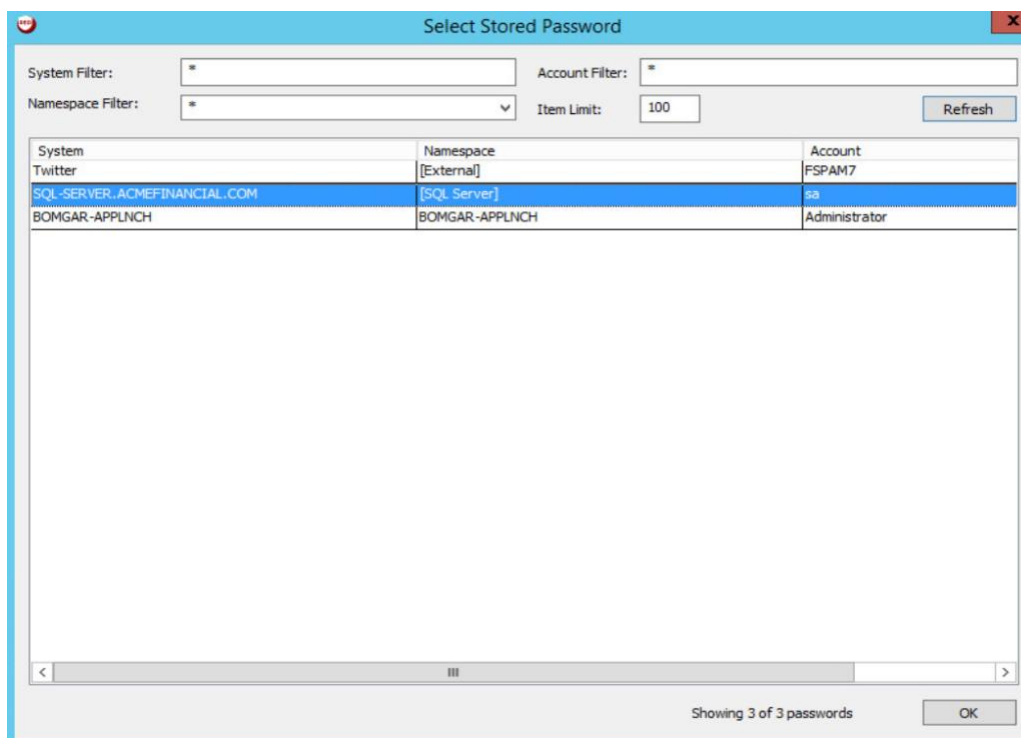 Select Stored Password
x
System Filter: * Account Filter: *
Namespace Filter: * Item Limit: 100 Refresh
System Namespace Account
Twitter [External] FSPAM7
SQL-SERVER.ACMEFINANCIAL.COM [SQL Server] sa
BOMGAR-APPLNCH BOMGAR-APPLNCH Administrator
Showing 3 of 3 passwords OK